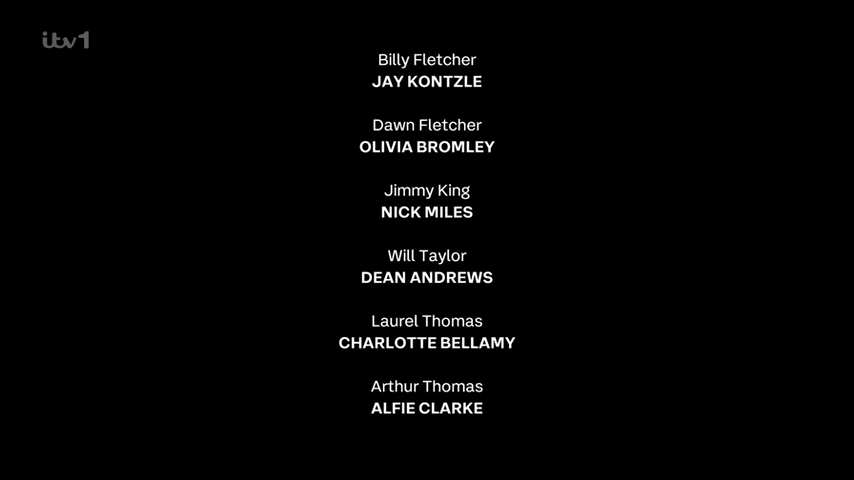 itv1
Billy Fletcher
JAY KONTZLE
Dawn Fletcher
OLIVIA BROMLEY
Jimmy King
NICK MILES
Will Taylor
DEAN ANDREWS
Laurel Thomas
CHARLOTTE BELLAMY
Arthur Thomas
ALFIE CLARKE